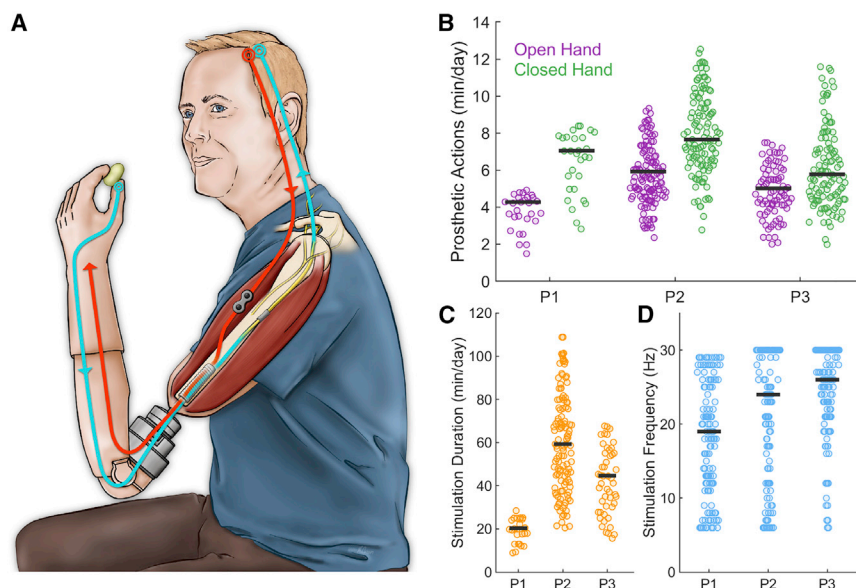 A
B
Prosthetic Actions (min/day)
14
12
10
8
6
4
2
0
Open Hand
Closed Hand
P1
P2
P3
C
Stimulation Duration (min/day)
120
100
80
60
40
20
0
P1
P2
P3
D
Stimulation Frequency (Hz)
30
20
10
0
P1
P2
P3